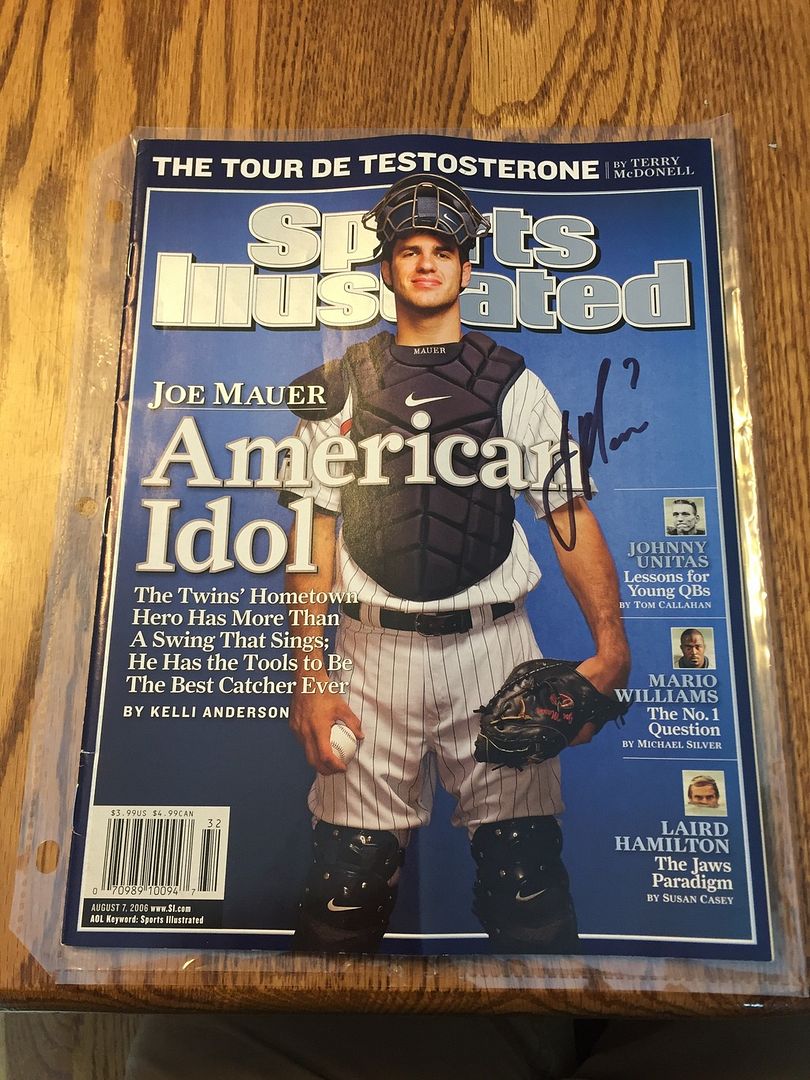 THE TOUR DE TESTOSTERONE BY TERRY McDONELL
Sports
Illustrated
MAUER
JOE MAUER
American
Idol
The Twins' Hometown
Hero Has More Than
A Swing That Sings;
He Has the Tools to Be
The Best Catcher Ever
BY KELLI ANDERSON
7
JOHNNY
UNITAS
Lessons for
Young QBs
BY TOM CALLAHAN
MARIO
WILLIAMS
The No. 1
Question
BY MICHAEL SILVER
LAIRD
HAMILTON
The Jaws
Paradigm
BY SUSAN CASEY
$3.99US $4.99CAN
32
0 70989 10094 7
AUGUST 7, 2006 www.SI.com
AOL Keyword: Sports Illustrated